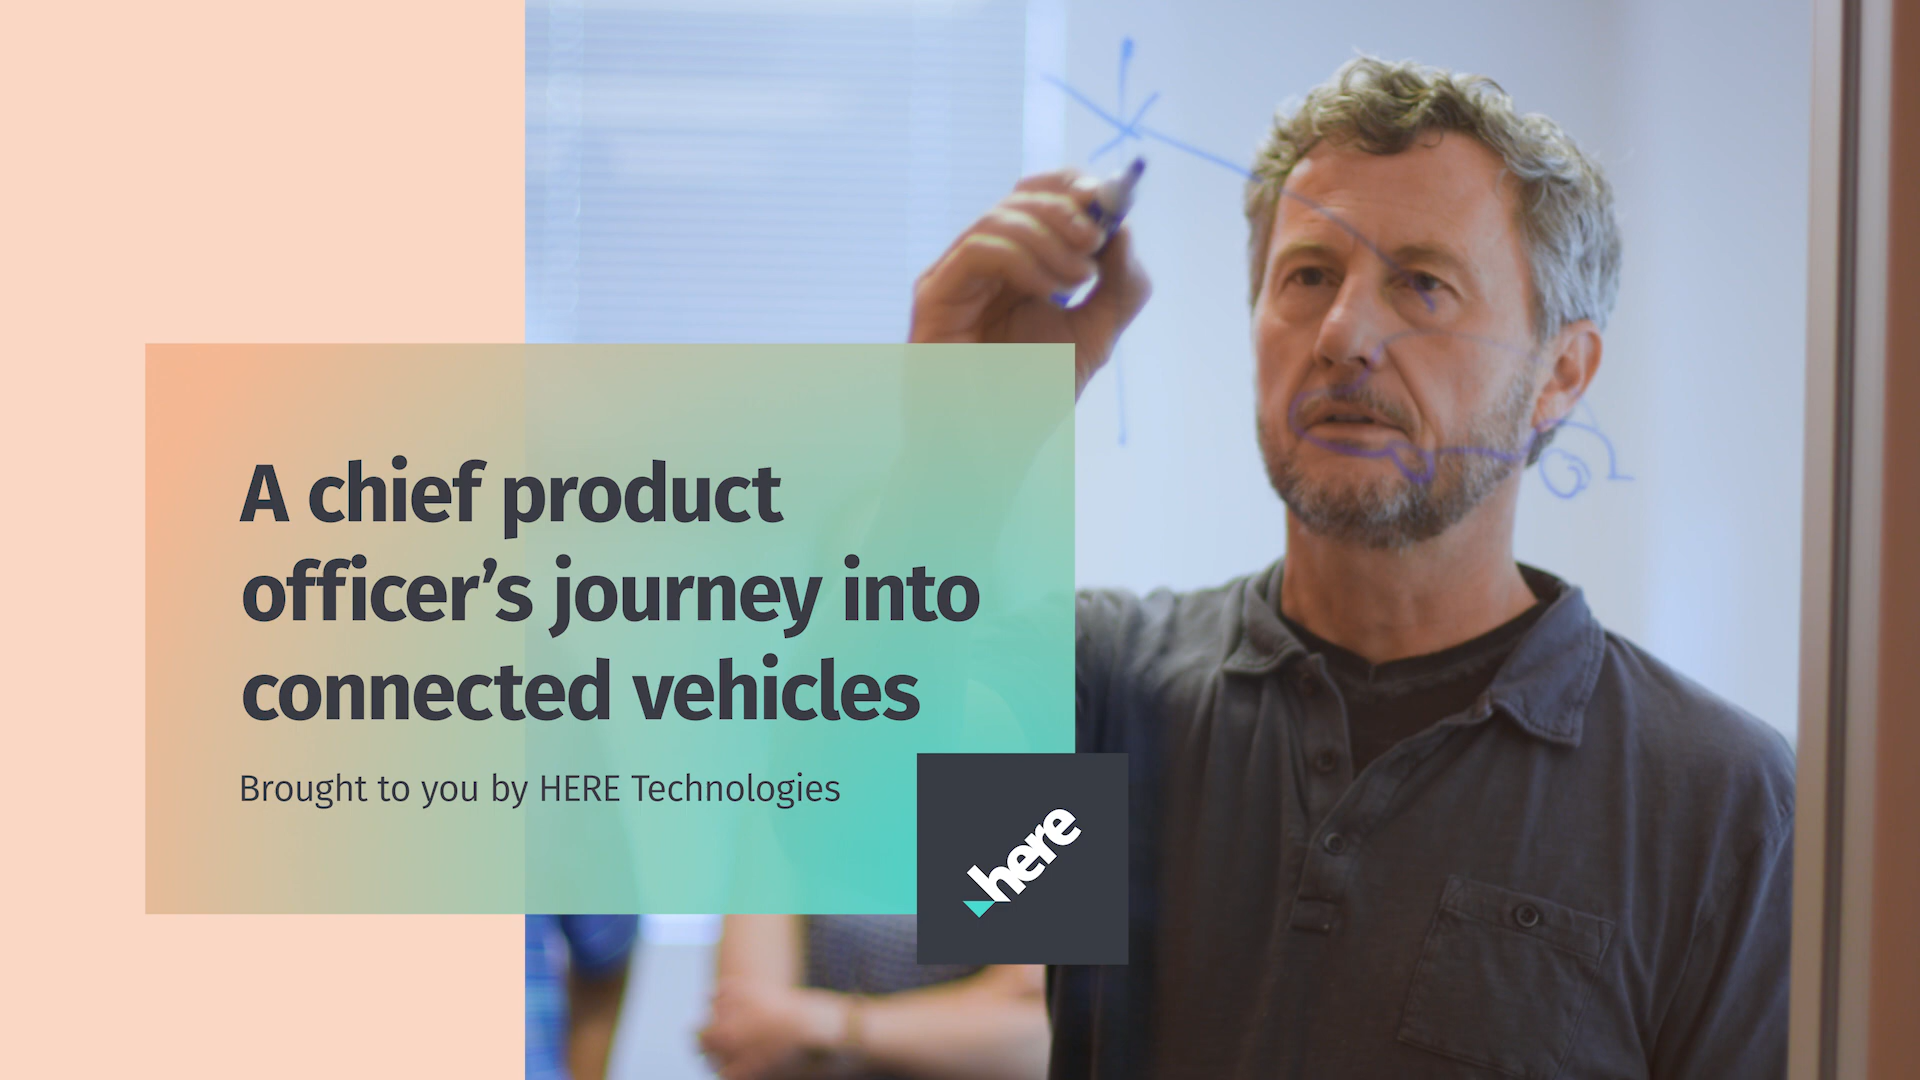 A chief product
officer’s journey into
connected vehicles
Brought to you by HERE Technologies
here